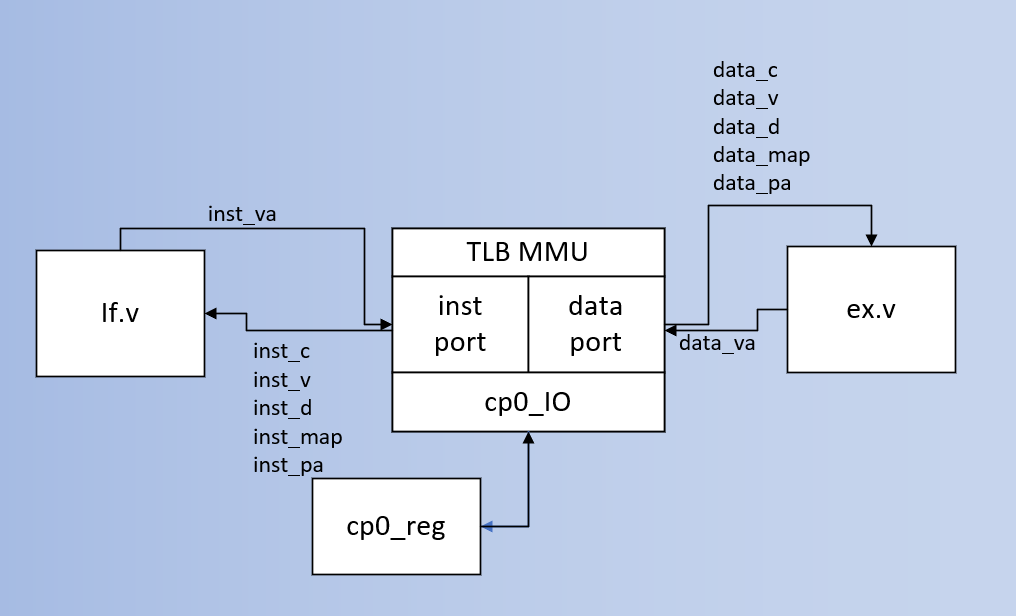 data_c
data_v
data_d
data_map
data_pa
inst_va
TLB MMU
If.v
inst
port
data
port
ex.v
data_va
inst_c
inst_v
inst_d
inst_map
inst_pa
cp0_IO
cp0_reg